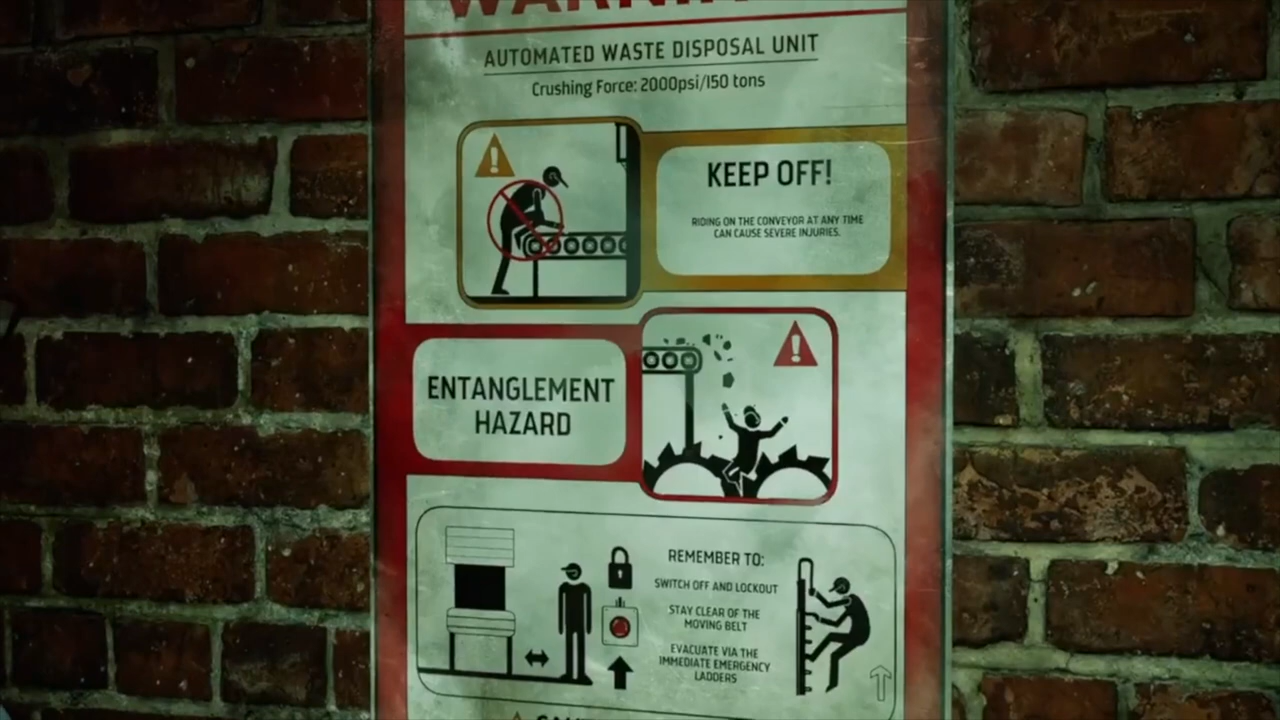 WARNING
AUTOMATED WASTE DISPOSAL UNIT
Crushing Force: 2000psi/150 tons
KEEP OFF!
RIDING ON THE CONVEYOR AT ANY TIME
CAN CAUSE SEVERE INJURIES.
ENTANGLEMENT
HAZARD
REMEMBER TO:
SWITCH OFF AND LOCKOUT
STAY CLEAR OF THE
MOVING BELT
EVACUATE VIA THE
IMMEDIATE EMERGENCY
LADDERS